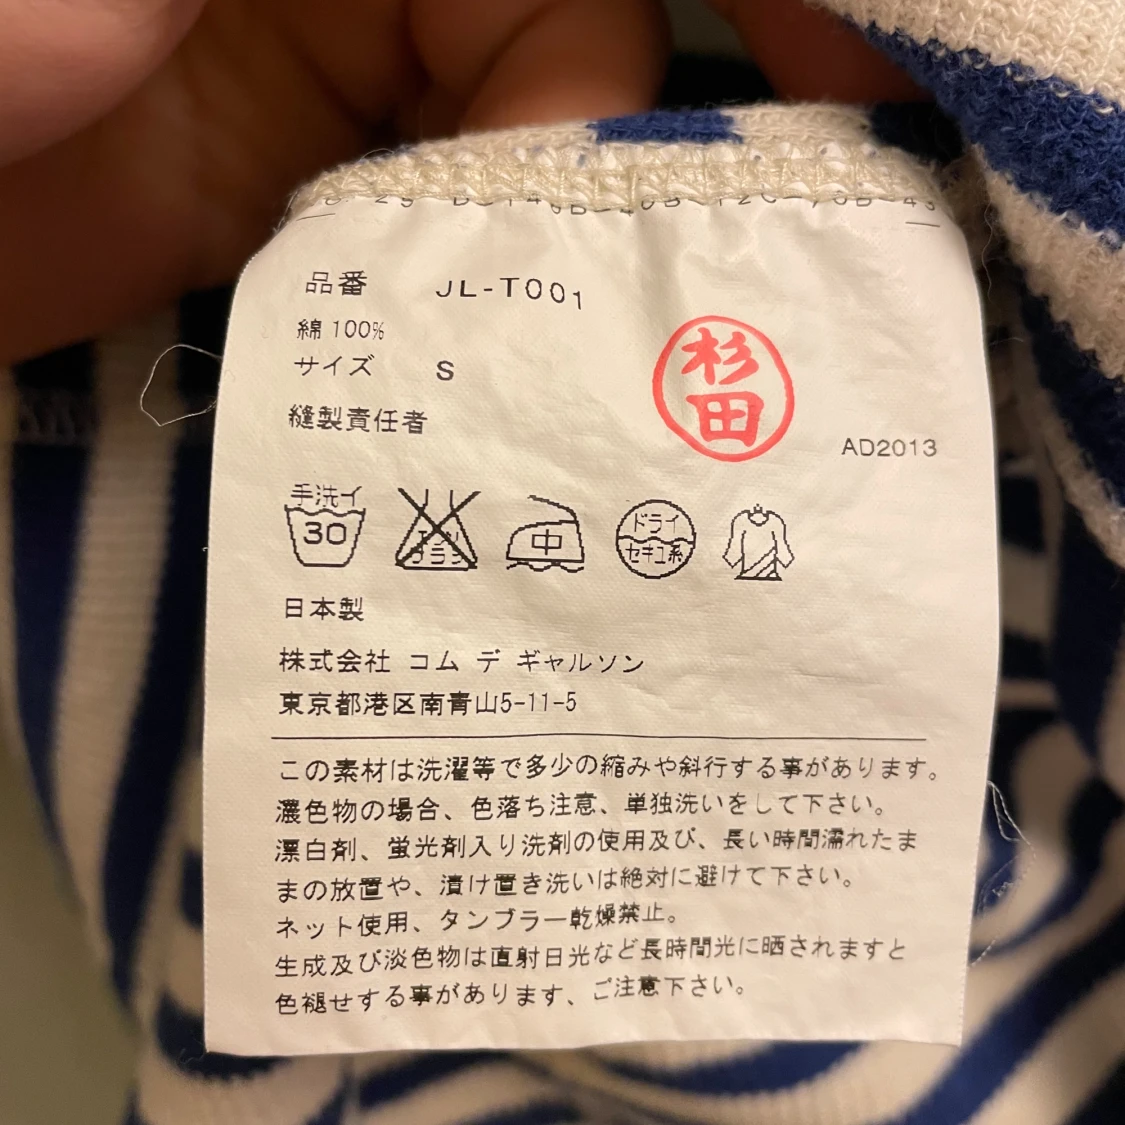 品番 JL-T001
綿 100%
サイズ S
縫製責任者
杉田
AD2013
手洗イ
30
エンソ
サラシ
中
ドライ
セキユ系
日本製
株式会社 コム デ ギャルソン
東京都港区南青山5-11-5
この素材は洗濯等で多少の縮みや斜行する事があります。
濃色物の場合、色落ち注意、単独洗いをして下さい。
漂白剤、蛍光剤入り洗剤の使用及び、長い時間濡れたま
まの放置や、漬け置き洗いは絶対に避けて下さい。
ネット使用、タンブラー乾燥禁止。
生成及び淡色物は直射日光など長時間光に晒されますと
色褪せする事があります、ご注意下さい。